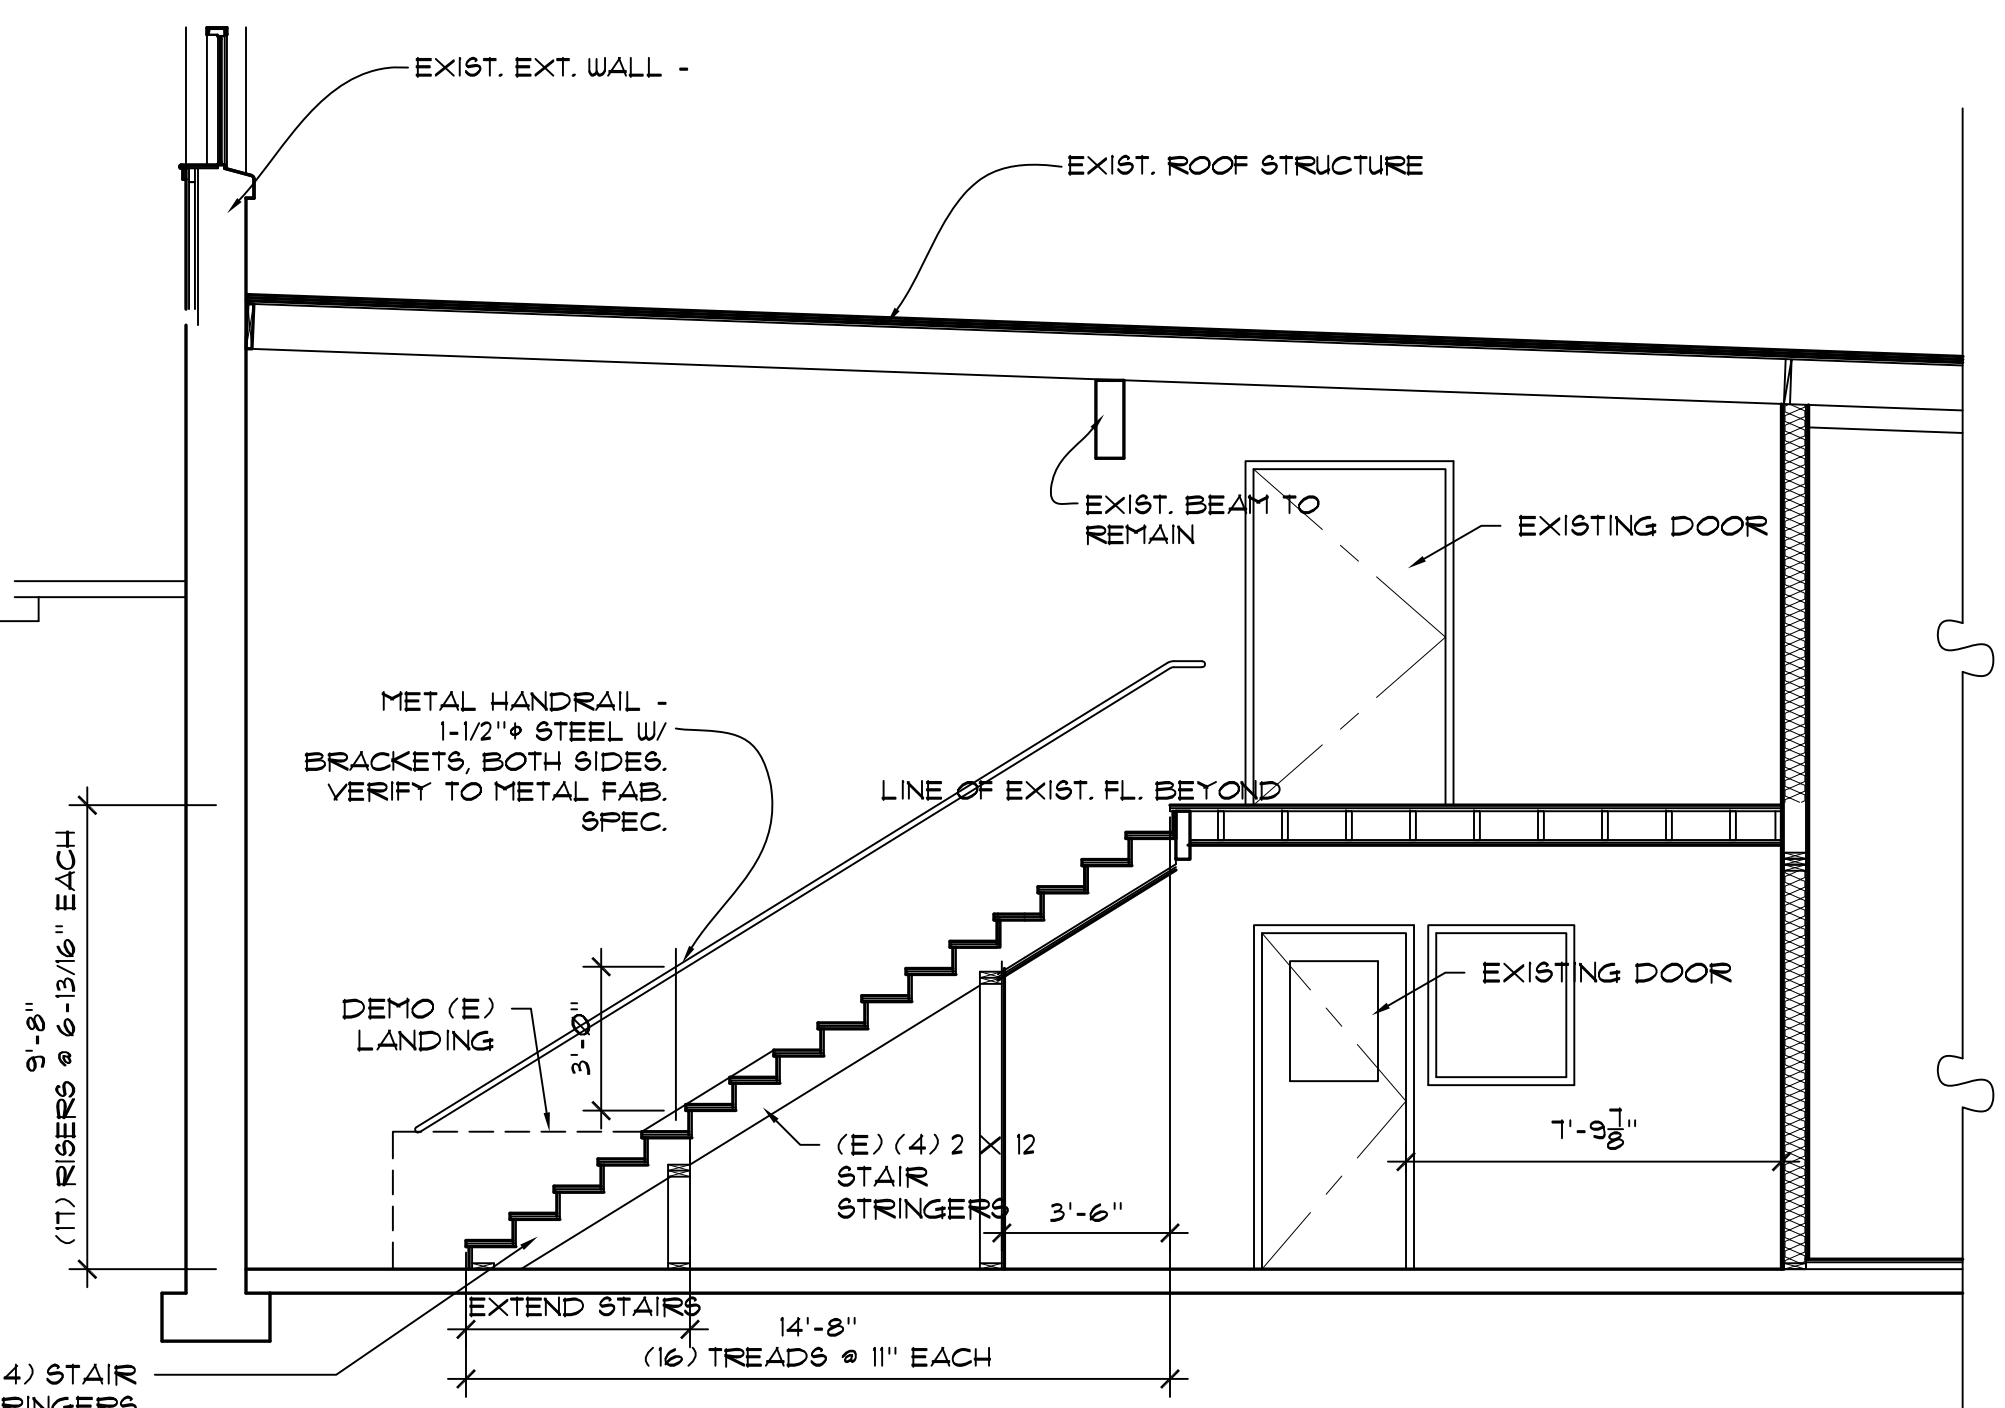 EXIST. EXT. WALL -
EXIST. ROOF STRUCTURE
EXIST. BEAM TO
REMAIN
EXISTING DOOR
METAL HANDRAIL -
1-1/2"ϕ STEEL W/
BRACKETS, BOTH SIDES.
VERIFY TO METAL FAB.
SPEC.
LINE OF EXIST. FL. BEYOND
9'-8"
(17) RISERS @ 6-13/16" EACH
DEMO (E)
LANDING
EXISTING DOOR
7'-9 7/8"
(E) (4) 2 X 12
STAIR
STRINGERS
3'-6"
EXTEND STAIRS
14'-8"
(16) TREADS @ 11" EACH
4) STAIR
RINGERS